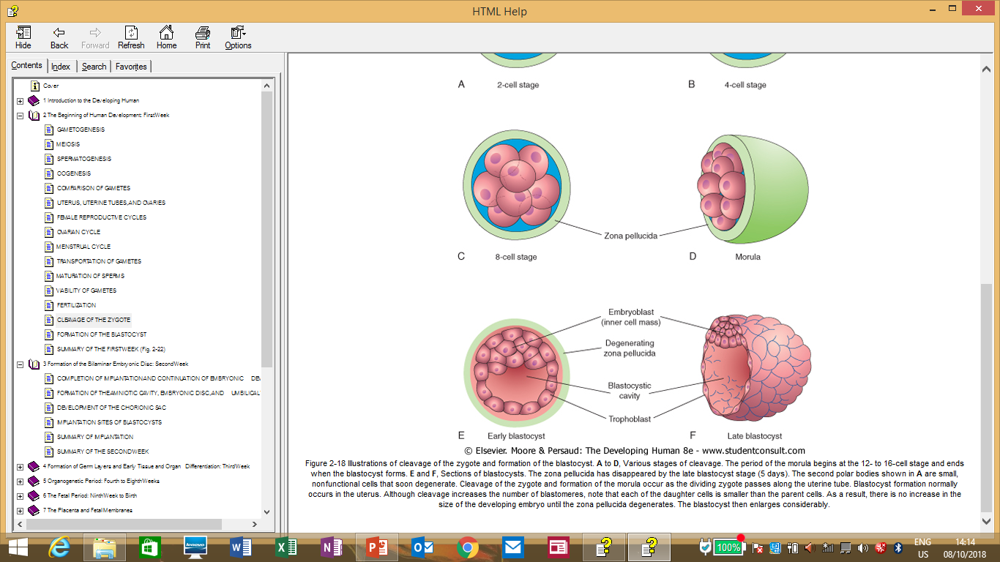 HTML Help
Hide Back Forward Refresh Home Print Options
Contents Index Search Favorites
Cover
1 Introduction to the Developing Human
2 The Beginning of Human Development: FirstWeek
GAMETOGENESIS
MEIOSIS
SPERMATOGENESIS
OOGENESIS
COMPARISON OF GAMETES
UTERUS, UTERINE TUBES,AND OVARIES
FEMALE REPRODUCTIVE CYCLES
OVARAN CYCLE
MENSTRUAL CYCLE
TRANSPORTATION OF GAMETES
MATURATION OF SPERMS
VIABILITY OF GAMETES
FERTILIZATION
CLEAVAGE OF THE ZYGOTE
FORMATION OF THE BLASTOCYST
SUMMARY OF THE FIRSTWEEK (Fig. 2-22)
3 Formation of the Bilaminar Embryonic Disc: SecondWeek
COMPLETION OF IMPLANTATIONAND CONTINUATION OF EMBRYONIC DEV
FORMATION OF THEAMNIOTIC CAVITY, EMBRYONIC DISC,AND UMBILICAL
DEVELOPMENT OF THE CHORIONIC SAC
IMPLANTATION SITES OF BLASTOCYSTS
SUMMARY OF IMPLANTATION
SUMMARY OF THE SECONDWEEK
4 Formation of Germ Layers and Early Tissue and Organ Differentiation: ThirdWeek
5 Organogenetic Period: Fourth to EighthWeeks
6 The Fetal Period: NinthWeek to Birth
7 The Placenta and Fetal Membranes
A 2-cell stage B 4-cell stage
Zona pellucida
C 8-cell stage D Morula
Embryoblast
(inner cell mass)
Degenerating
zona pellucida
Blastocystic
cavity
Trophoblast
E Early blastocyst F Late blastocyst
© Elsevier. Moore & Persaud: The Developing Human 8e - www.studentconsult.com
Figure 2-18 Illustrations of cleavage of the zygote and formation of the blastocyst. A to D, Various stages of cleavage. The period of the morula begins at the 12- to 16-cell stage and ends
when the blastocyst forms. E and F, Sections of blastocysts. The zona pellucida has disappeared by the late blastocyst stage (5 days). The second polar bodies shown in A are small,
nonfunctional cells that soon degenerate. Cleavage of the zygote and formation of the morula occur as the dividing zygote passes along the uterine tube. Blastocyst formation normally
occurs in the uterus. Although cleavage increases the number of blastomeres, note that each of the daughter cells is smaller than the parent cells. As a result, there is no increase in the
size of the developing embryo until the zona pellucida degenerates. The blastocyst then enlarges considerably.
100% ENG 14:14
US 08/10/2018